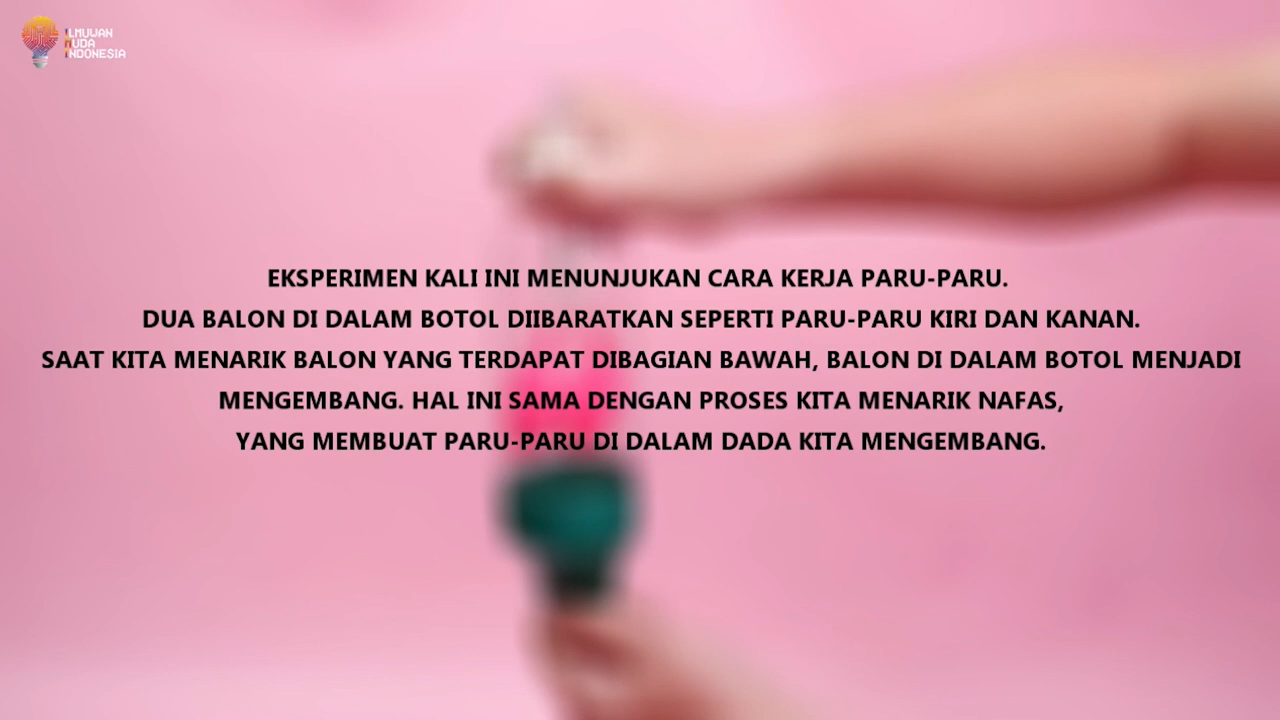 ILMUWAN
MUDA
INDONESIA
EKSPERIMEN KALI INI MENUNJUKAN CARA KERJA PARU-PARU.
DUA BALON DI DALAM BOTOL DIIBARATKAN SEPERTI PARU-PARU KIRI DAN KANAN.
SAAT KITA MENARIK BALON YANG TERDAPAT DIBAGIAN BAWAH, BALON DI DALAM BOTOL MENJADI
MENGEMBANG. HAL INI SAMA DENGAN PROSES KITA MENARIK NAFAS,
YANG MEMBUAT PARU-PARU DI DALAM DADA KITA MENGEMBANG.